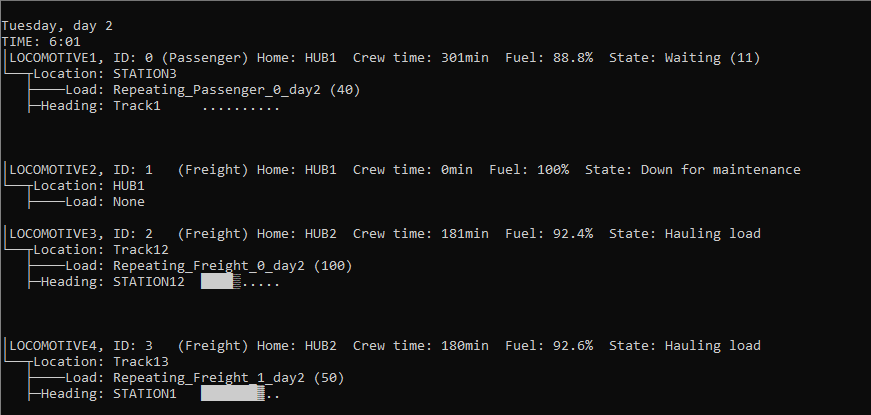 Tuesday, day 2
TIME: 6:01
│LOCOMOTIVE1, ID: 0 (Passenger) Home: HUB1  Crew time: 301min  Fuel: 88.8%  State: Waiting (11)
└──┬Location: STATION3
   ├────Load: Repeating_Passenger_0_day2 (40)
   ├─Heading: Track1     ..........
│LOCOMOTIVE2, ID: 1   (Freight) Home: HUB1  Crew time: 0min  Fuel: 100%  State: Down for maintenance
└──┬Location: HUB1
   ├────Load: None
│LOCOMOTIVE3, ID: 2   (Freight) Home: HUB2  Crew time: 181min  Fuel: 92.4%  State: Hauling load
└──┬Location: Track12
   ├────Load: Repeating_Freight_0_day2 (100)
   ├─Heading: STATION12  ████▒.....
│LOCOMOTIVE4, ID: 3   (Freight) Home: HUB2  Crew time: 180min  Fuel: 92.6%  State: Hauling load
└──┬Location: Track13
   ├────Load: Repeating_Freight_1_day2 (50)
   ├─Heading: STATION1   ███████▒..